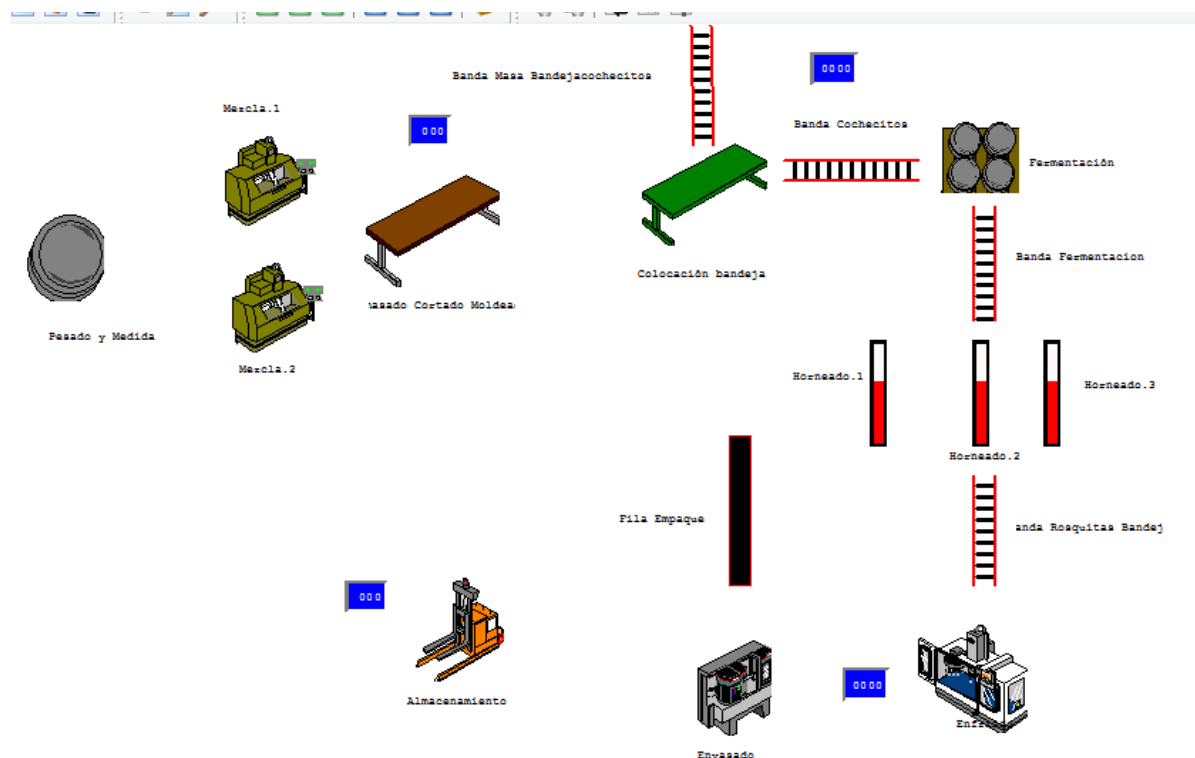 Banda Masa Bandejacochecitos
0000
Mezcla.1
000
Banda Cochecitos
Fermentación
Banda Fermentacion
Colocación bandeja
asado Cortado Moldea
Pesado y Medida
Mezcla.2
Horneado.1
Horneado.3
Horneado.2
Fila Empaque
anda Rosquitas Bandej
000
Almacenamiento
0000
Enf
Envasado